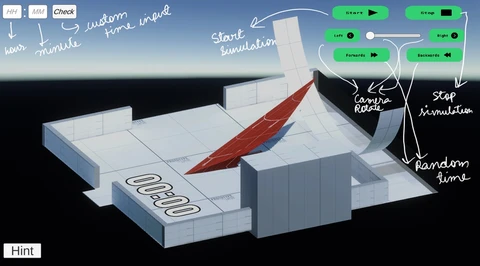 HH : MM Check
custom
time input
hour
minute
Start
Simulation
Start
Stop
Left
Right
Forwards
Backwards
Camera
Rotate
Stop
simulation
Random
time
00:00
Hint